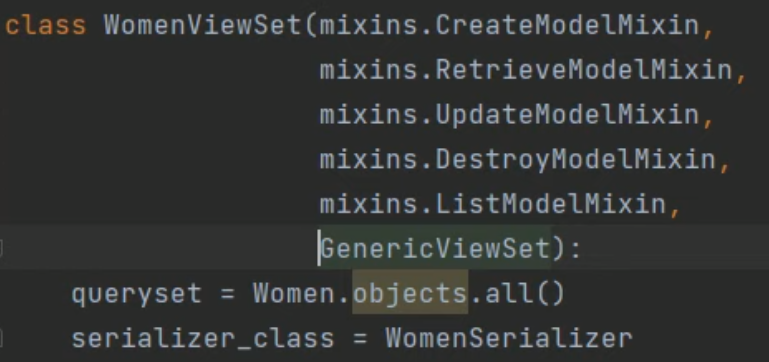 class WomenViewSet(mixins.CreateModelMixin,
                   mixins.RetrieveModelMixin,
                   mixins.UpdateModelMixin,
                   mixins.DestroyModelMixin,
                   mixins.ListModelMixin,
                   GenericViewSet):
    queryset = Women.objects.all()
    serializer_class = WomenSerializer